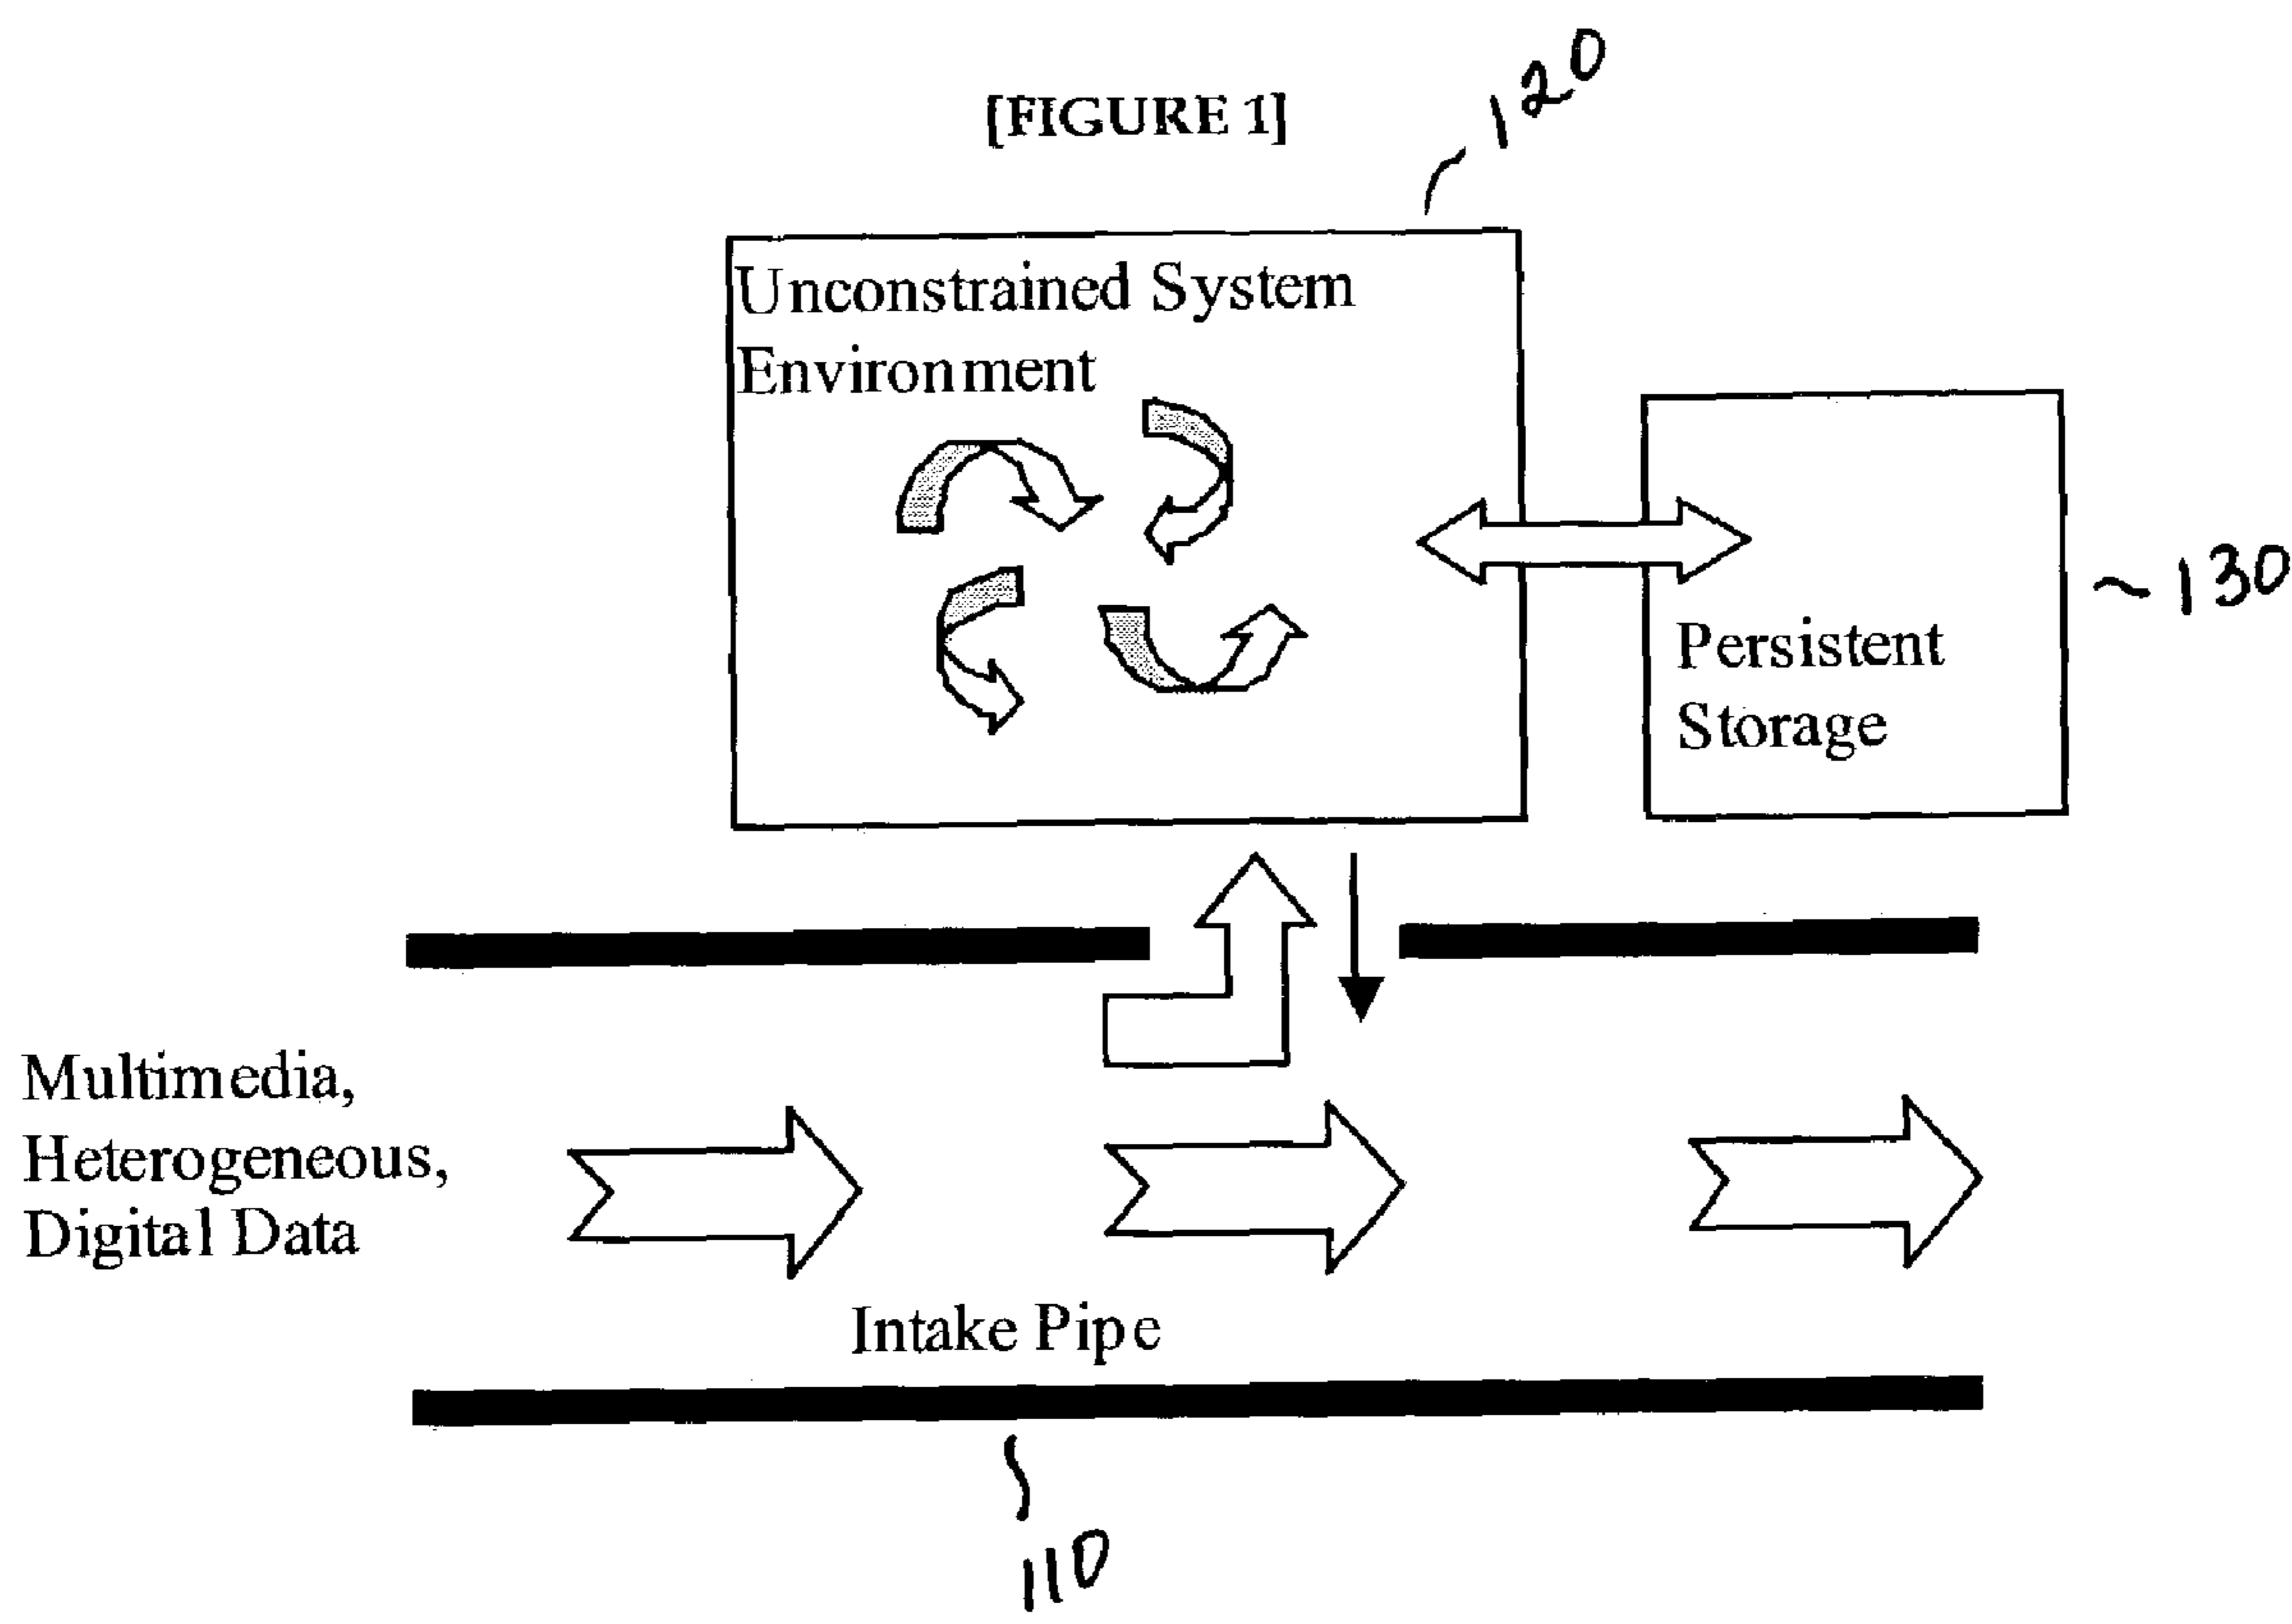 [FIGURE 1]
120
Unconstrained System
Environment
130
Persistent
Storage
Multimedia,
Heterogeneous,
Digital Data
Intake Pipe
110